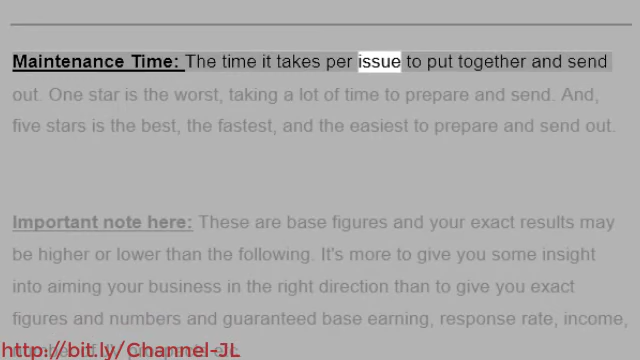 Maintenance Time: The time it takes per issue to put together and send
out. One star is the worst, taking a lot of time to prepare and send. And,
five stars is the best, the fastest, and the easiest to prepare and send out.
Important note here: These are base figures and your exact results may
be higher or lower than the following. It's more to give you some insight
into aiming your business in the right direction than to give you exact
figures and numbers and guaranteed base earning, response rate, income,
http://bit.ly/Channel-JL